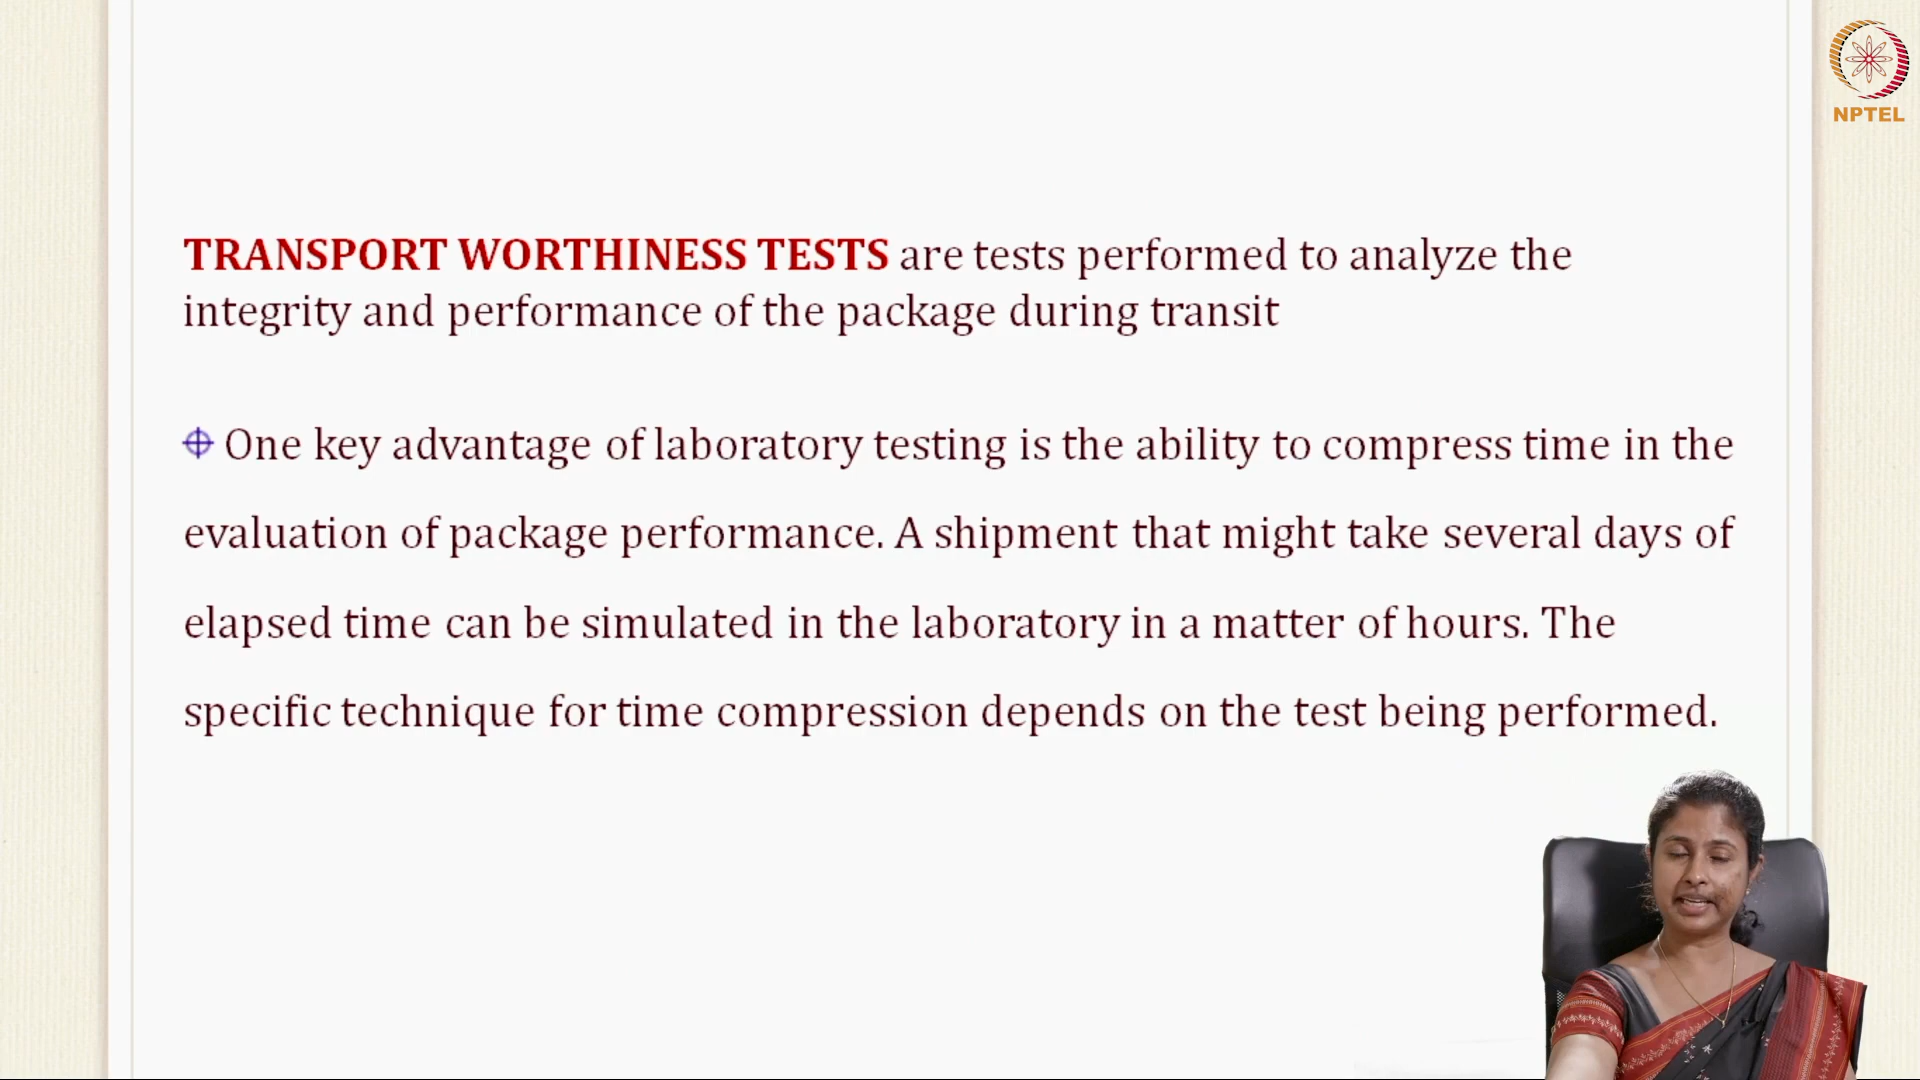 NPTEL
TRANSPORT WORTHINESS TESTS are tests performed to analyze the
integrity and performance of the package during transit
One key advantage of laboratory testing is the ability to compress time in the
evaluation of package performance. A shipment that might take several days of
elapsed time can be simulated in the laboratory in a matter of hours. The
specific technique for time compression depends on the test being performed.